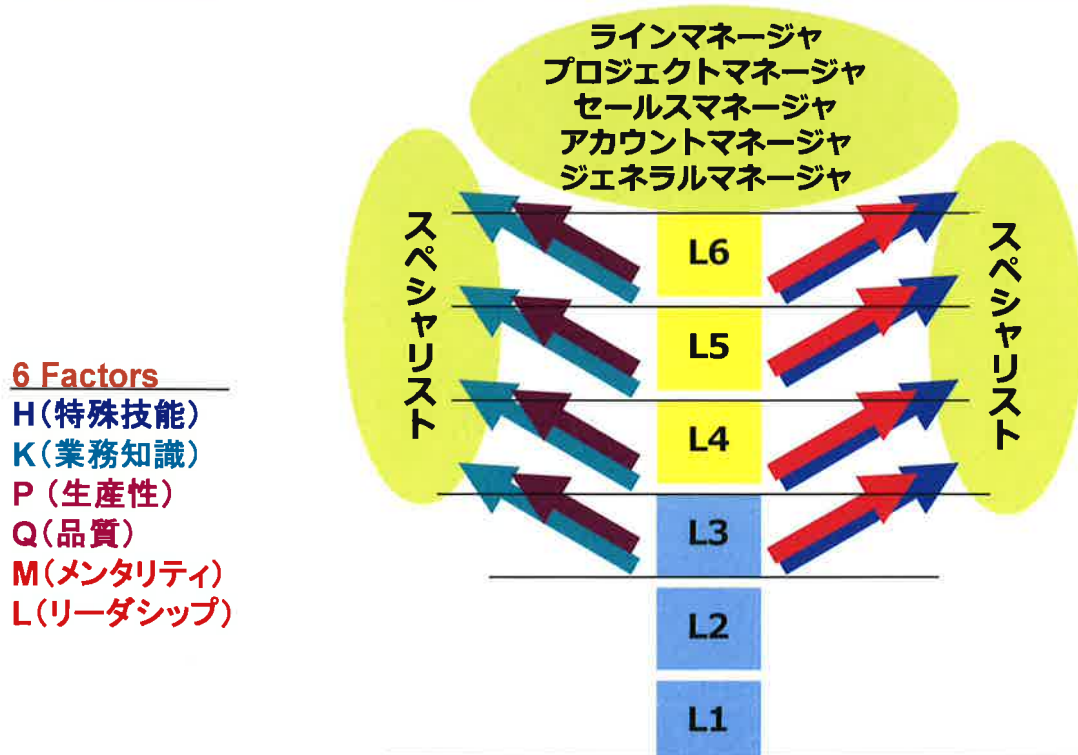 ラインマネージャ
プロジェクトマネージャ
セールスマネージャ
アカウントマネージャ
ジェネラルマネージャ
スペシャリスト
L6
L5
L4
L3
L2
L1
スペシャリスト
6 Factors
H(特殊技能)
K(業務知識)
P (生産性)
Q(品質)
M(メンタリティ)
L(リーダシップ)